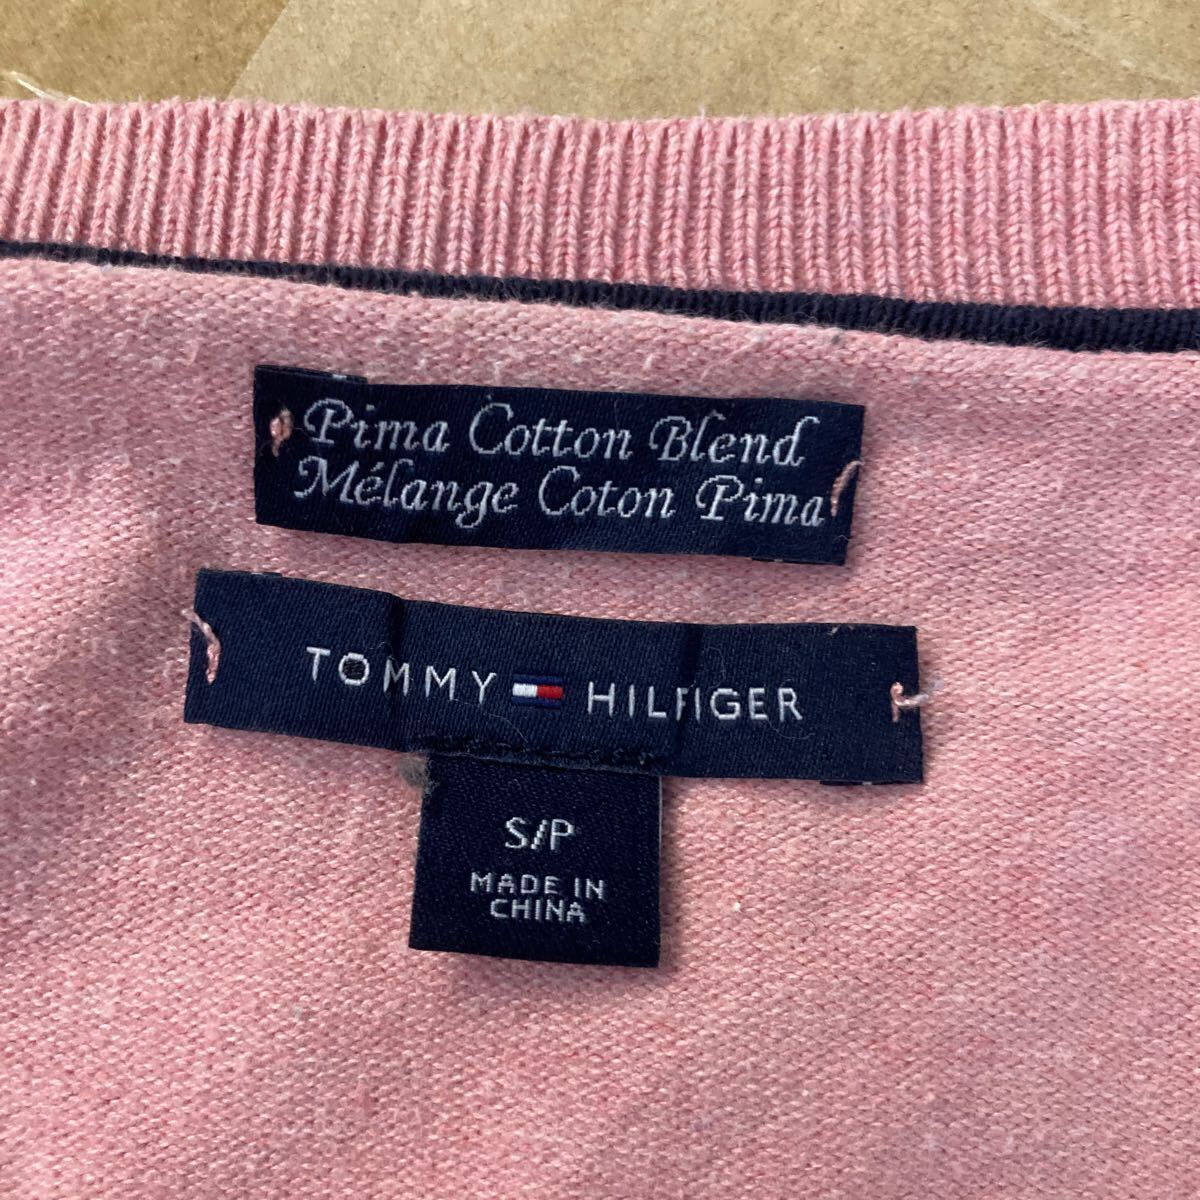 Pima Cotton Blend
Mélange Coton Pima
TOMMY HILFIGER
S/P
MADE IN
CHINA